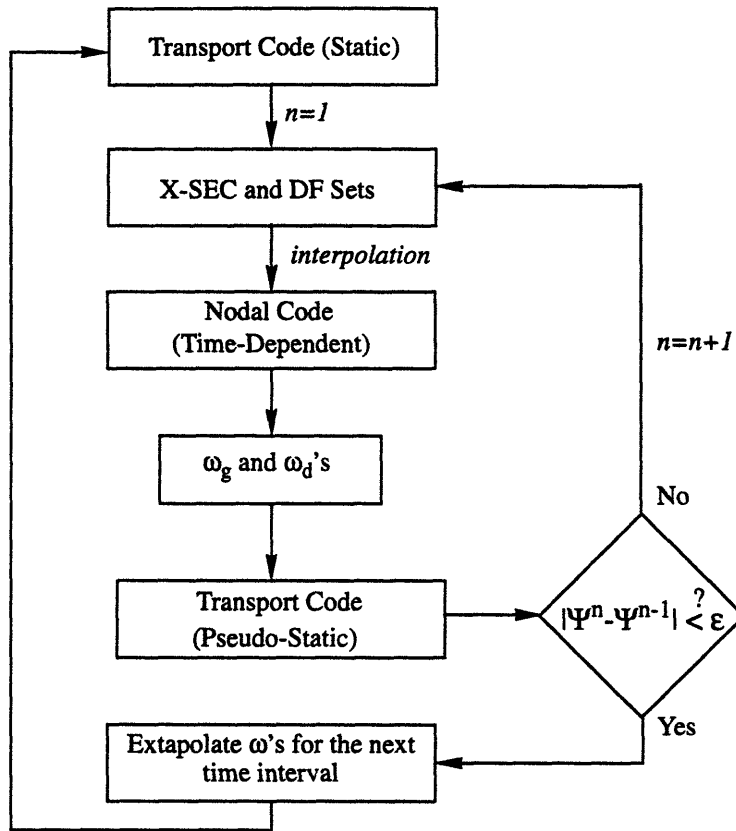 Transport Code (Static)
n=1
X-SEC and DF Sets
interpolation
Nodal Code
(Time-Dependent)
n=n+1
ω_g and ω_d's
No
Transport Code
(Pseudo-Static)
|Ψ^n-Ψ^{n-1}| <^? ε
Yes
Extapolate ω's for the next
time interval